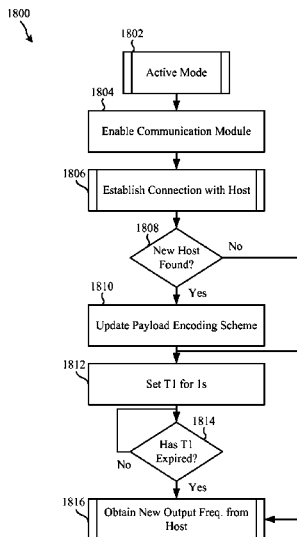 1800
1802
Active Mode
1804
Enable Communication Module
1806
Establish Connection with Host
1808
New Host
Found?
No
Yes
1810
Update Payload Encoding Scheme
1812
Set T1 for 1s
1814
Has T1
Expired?
No
Yes
1816
Obtain New Output Freq. from
Host